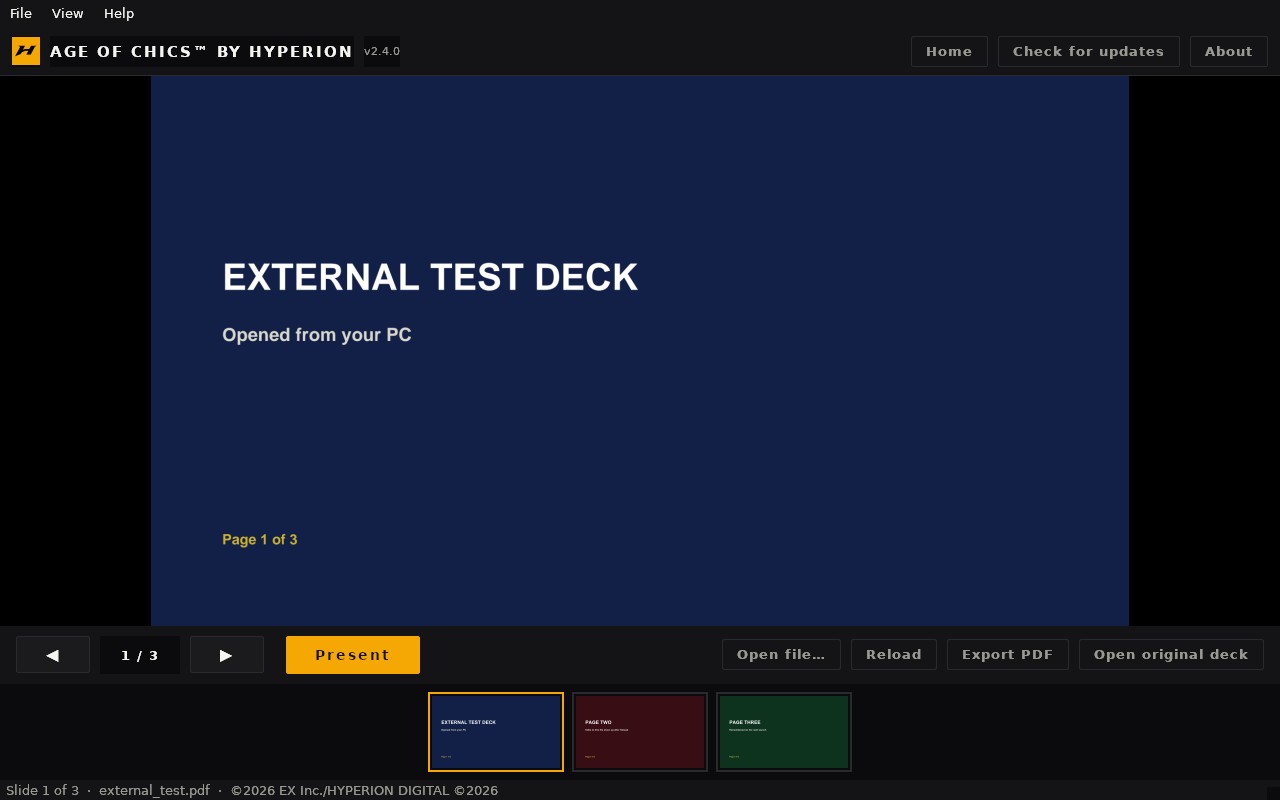 File View Help
AGE OF CHICS™ BY HYPERION v2.4.0 Home Check for updates About
EXTERNAL TEST DECK
Opened from your PC
Page 1 of 3
◀ 1 / 3 ▶ Present Open file… Reload Export PDF Open original deck
EXTERNAL TEST DECK
PAGE TWO
PAGE THREE
Slide 1 of 3 · external_test.pdf · ©2026 EX Inc./HYPERION DIGITAL ©2026